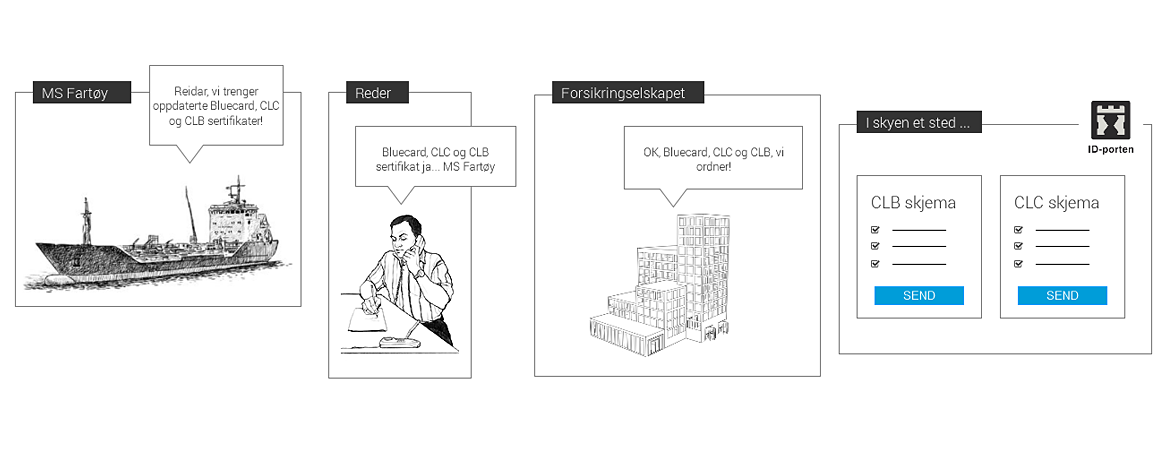 MS Fartøy
Reidar, vi trenger
oppdaterte Bluecard, CLC
og CLB sertifikater!
Reder
Bluecard, CLC og CLB
sertifikat ja... MS Fartøy
Forsikringselskapet
OK, Bluecard, CLC og CLB, vi
ordner!
I skyen et sted ...
ID-porten
CLB skjema
SEND
CLC skjema
SEND